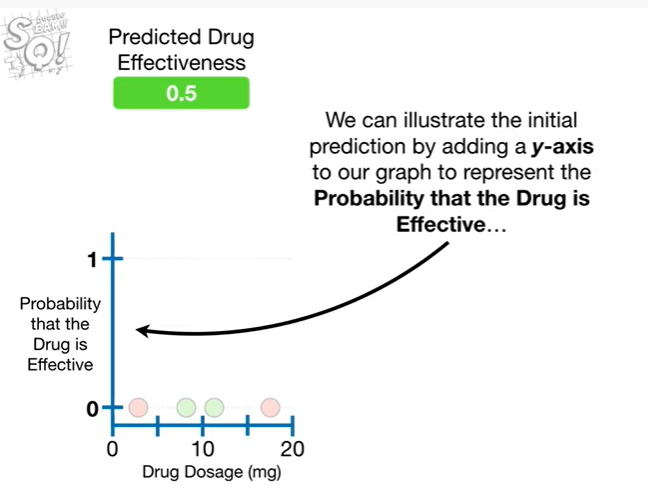 Predicted Drug
Effectiveness
0.5
We can illustrate the initial
prediction by adding a y-axis
to our graph to represent the
Probability that the Drug is
Effective…
1
Probability
that the
Drug is
Effective
0
0 10 20
Drug Dosage (mg)